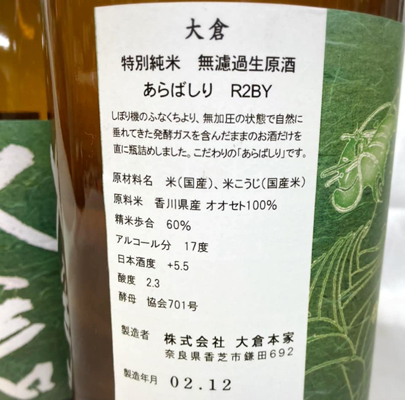 大倉
特別純米 無濾過生原酒
あらばしり R2BY
しぼり機のふなくちより、無加圧の状態で自然に
垂れてきた発酵ガスを含んだままのお酒だけを
直に瓶詰めしました。こだわりの「あらばしり」です。
原材料名 米(国産)、米こうじ(国産米)
原料米 香川県産 オオセト100%
精米歩合 60%
アルコール分 17度
日本酒度 +5.5
酸度 2.3
酵母 協会701号
製造者 株式会社 大倉本家
奈良県香芝市鎌田692
製造年月 02.12